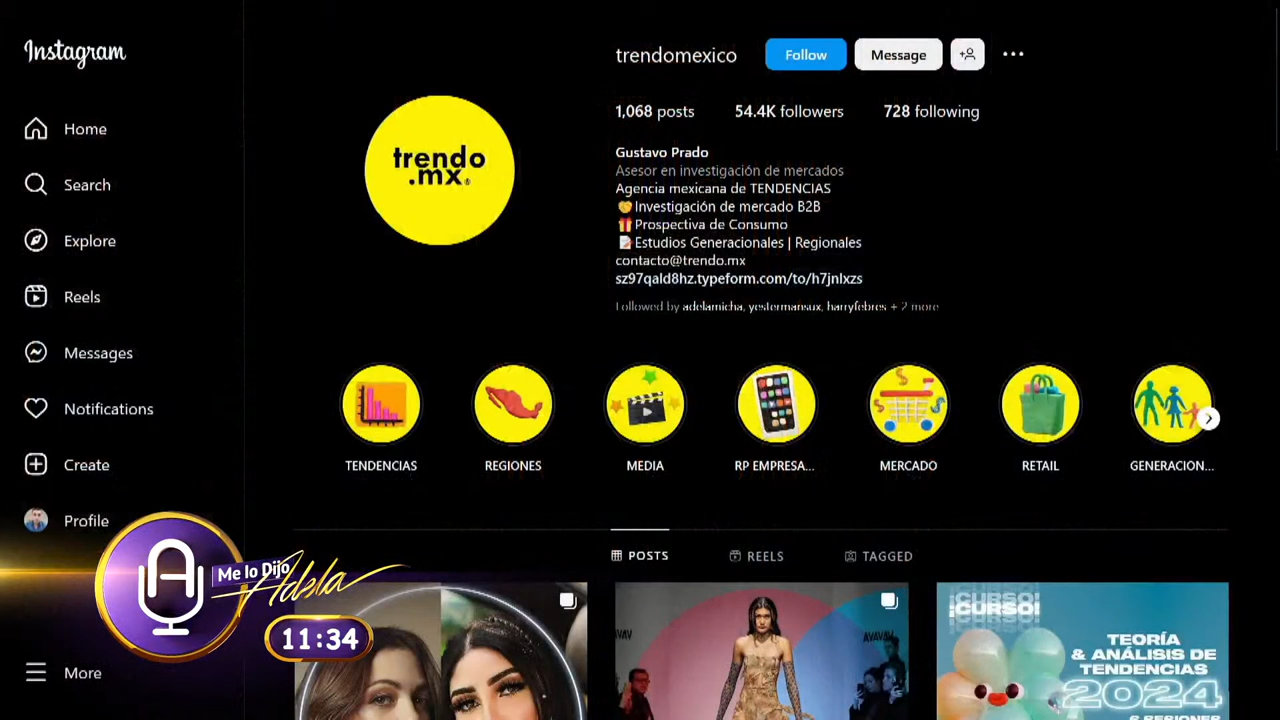 Instagram
Home
Search
Explore
Reels
Messages
Notifications
Create
Profile
More
trendomexico
Follow
Message
1,068 posts
54.4K followers
728 following
trendo
.mx®
Gustavo Prado
Asesor en investigación de mercados
Agencia mexicana de TENDENCIAS
🤝Investigación de mercado B2B
🎁Prospectiva de Consumo
📝Estudios Generacionales | Regionales
contacto@trendo.mx
sz97qald8hz.typeform.com/to/h7jnlxzs
Followed by adelamicha, yestermansux, harryfebres + 2 more
TENDENCIAS
REGIONES
MEDIA
RP EMPRESA...
MERCADO
RETAIL
GENERACION...
POSTS
REELS
TAGGED
Me lo Dijo
Adela
11:34
¡CURSO!
¡CURSO!
TEORÍA
& ANÁLISIS DE
TENDENCIAS
2024